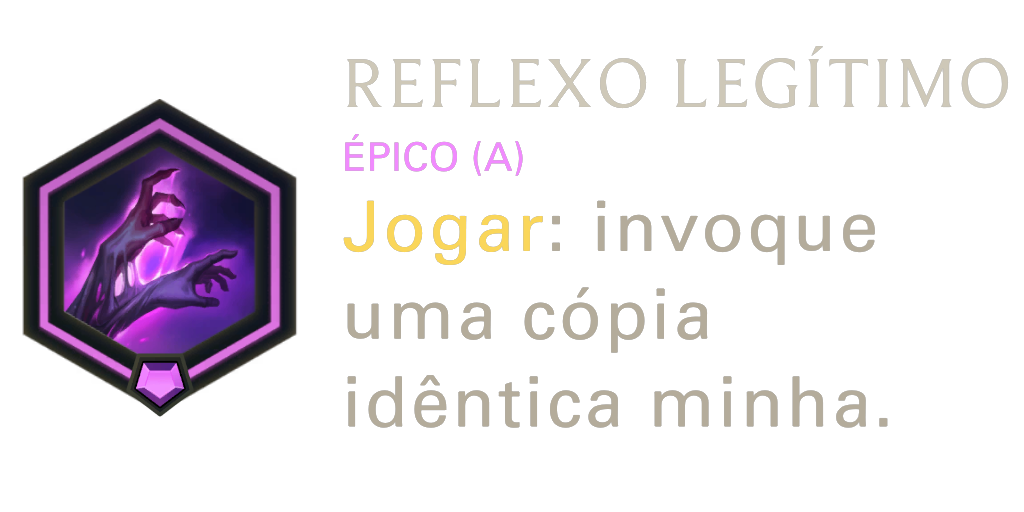 REFLEXO LEGÍTIMO
ÉPICO (A)
Jogar: invoque
uma cópia
idêntica minha.